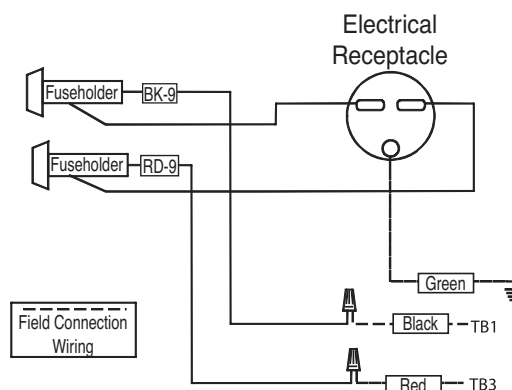 Electrical
Receptacle
Fuseholder
BK-9
Fuseholder
RD-9
Green
Field Connection
Wiring
Black
TB1
Red
TB3